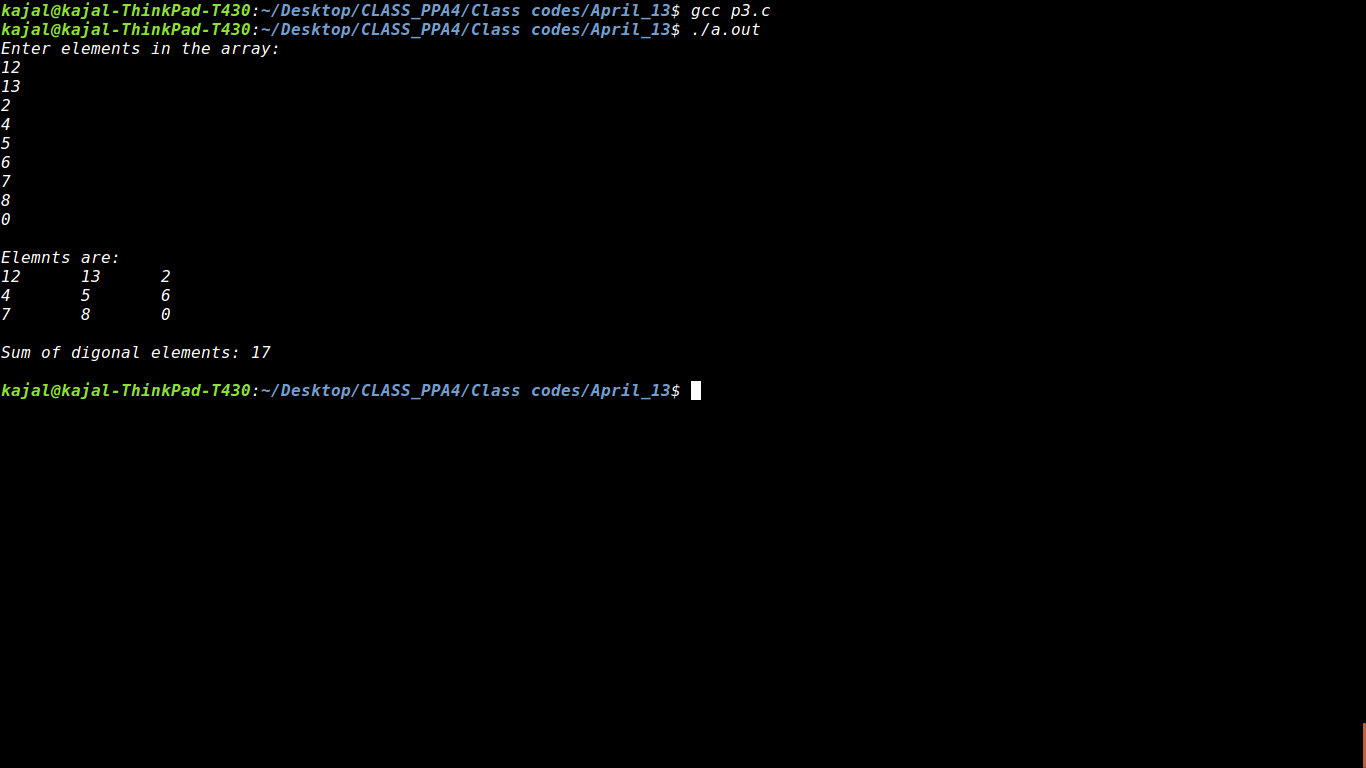 kajal@kajal-ThinkPad-T430:~/Desktop/CLASS_PPA4/Class codes/April_13$ gcc p3.c
kajal@kajal-ThinkPad-T430:~/Desktop/CLASS_PPA4/Class codes/April_13$ ./a.out
Enter elements in the array:
12
13
2
4
5
6
7
8
0
Elemnts are:
12 13 2
4 5 6
7 8 0
Sum of digonal elements: 17
kajal@kajal-ThinkPad-T430:~/Desktop/CLASS_PPA4/Class codes/April_13$